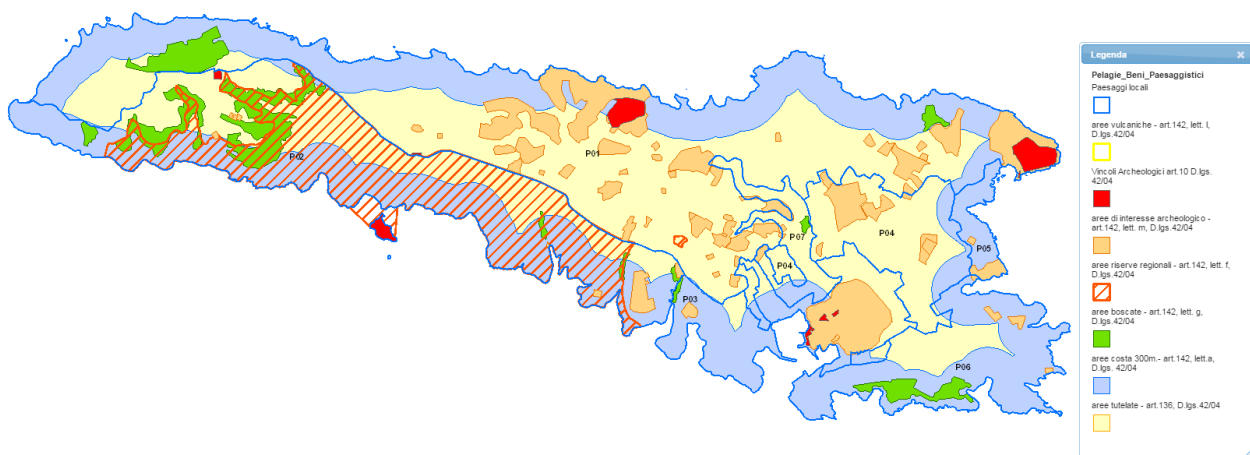 P01
P02
P07
P04
P04
P05
P03
P06
Legenda
Pelagie_Beni_Paesaggistici
Paesaggi locali
aree vulcaniche - art.142, lett. l,
D.lgs.42/04
Vincoli Archeologici art.10 D.lgs.
42/04
aree di interesse archeologico -
art.142, lett. m, D.lgs.42/04
aree riserve regionali - art.142, lett. f,
D.lgs.42/04
aree boscate - art.142, lett. g,
D.lgs.42/04
aree costa 300m.- art.142, lett.a,
D.lgs. 42/04
aree tutelate - art.136, D.lgs.42/04